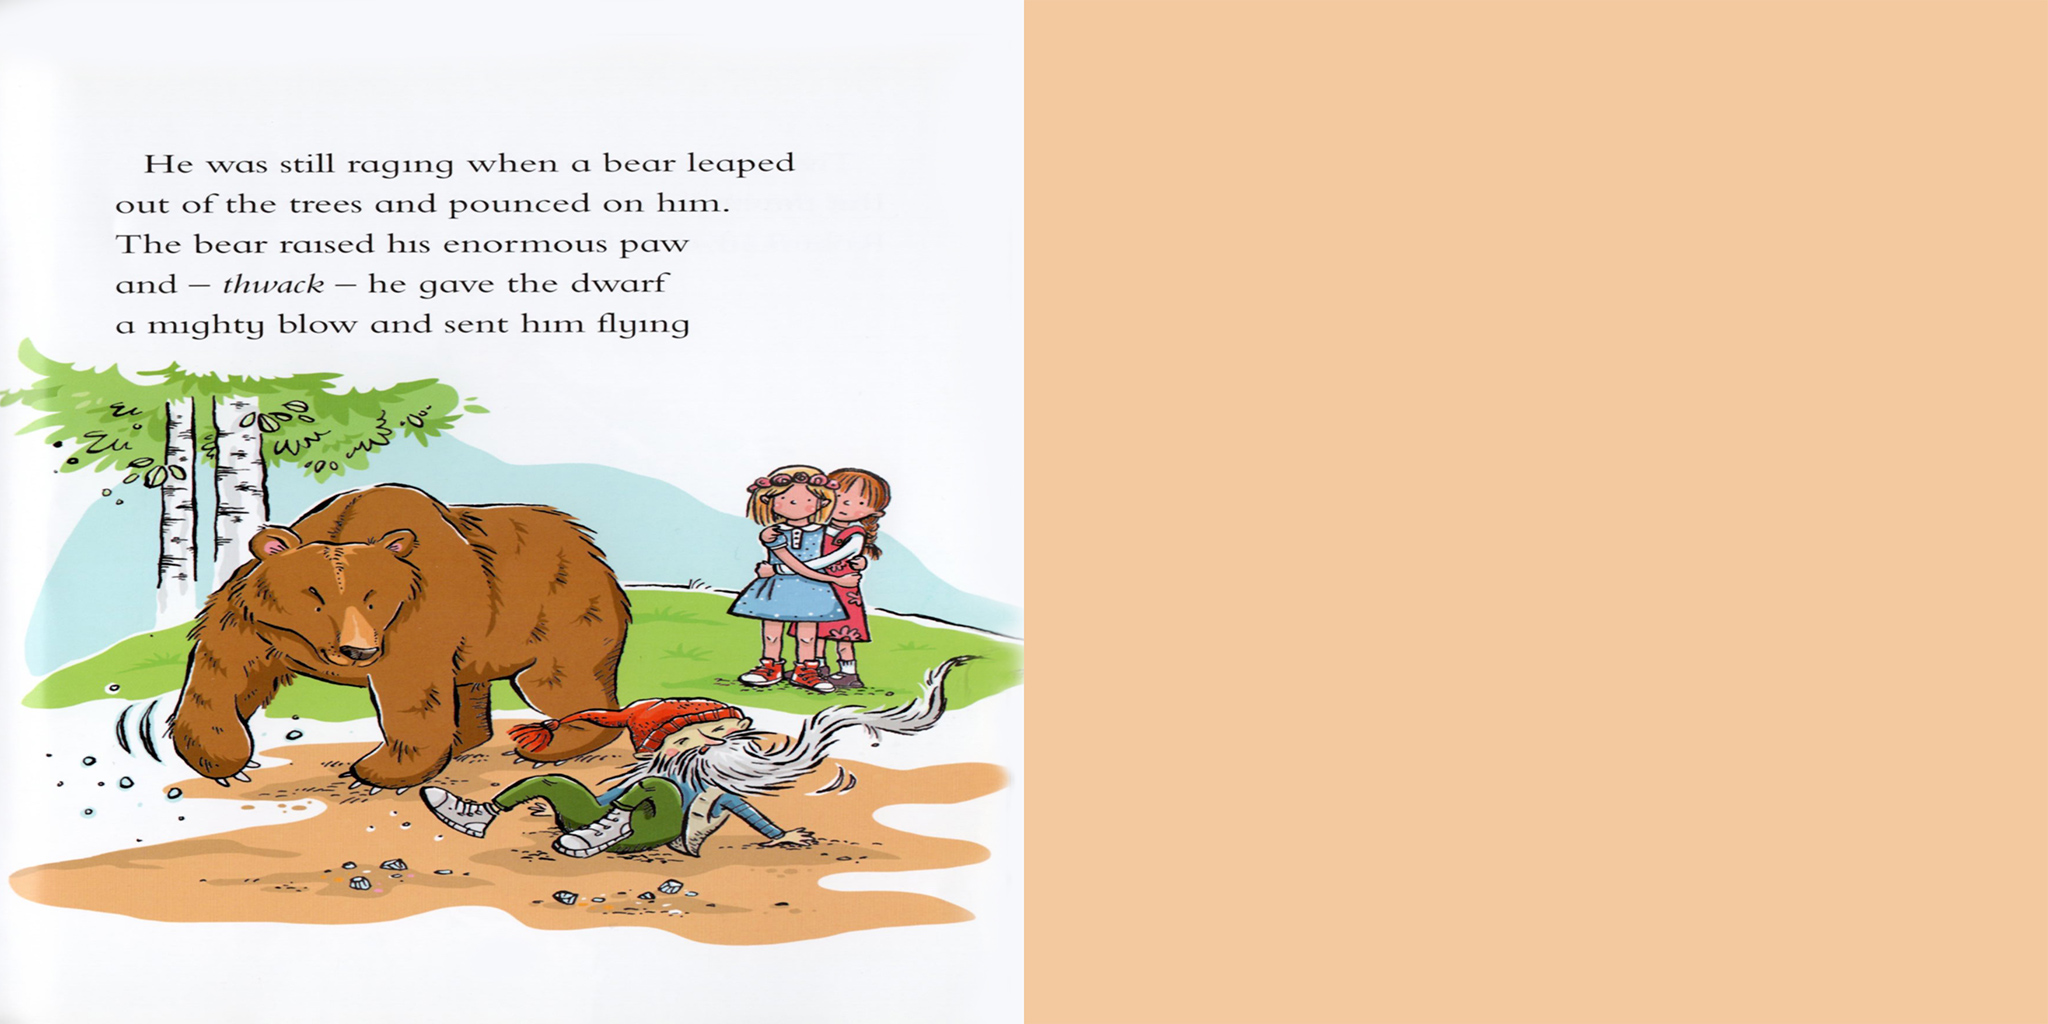 He was still raging when a bear leaped
out of the trees and pounced on him.
The bear raised his enormous paw
and – thwack – he gave the dwarf
a mighty blow and sent him flying